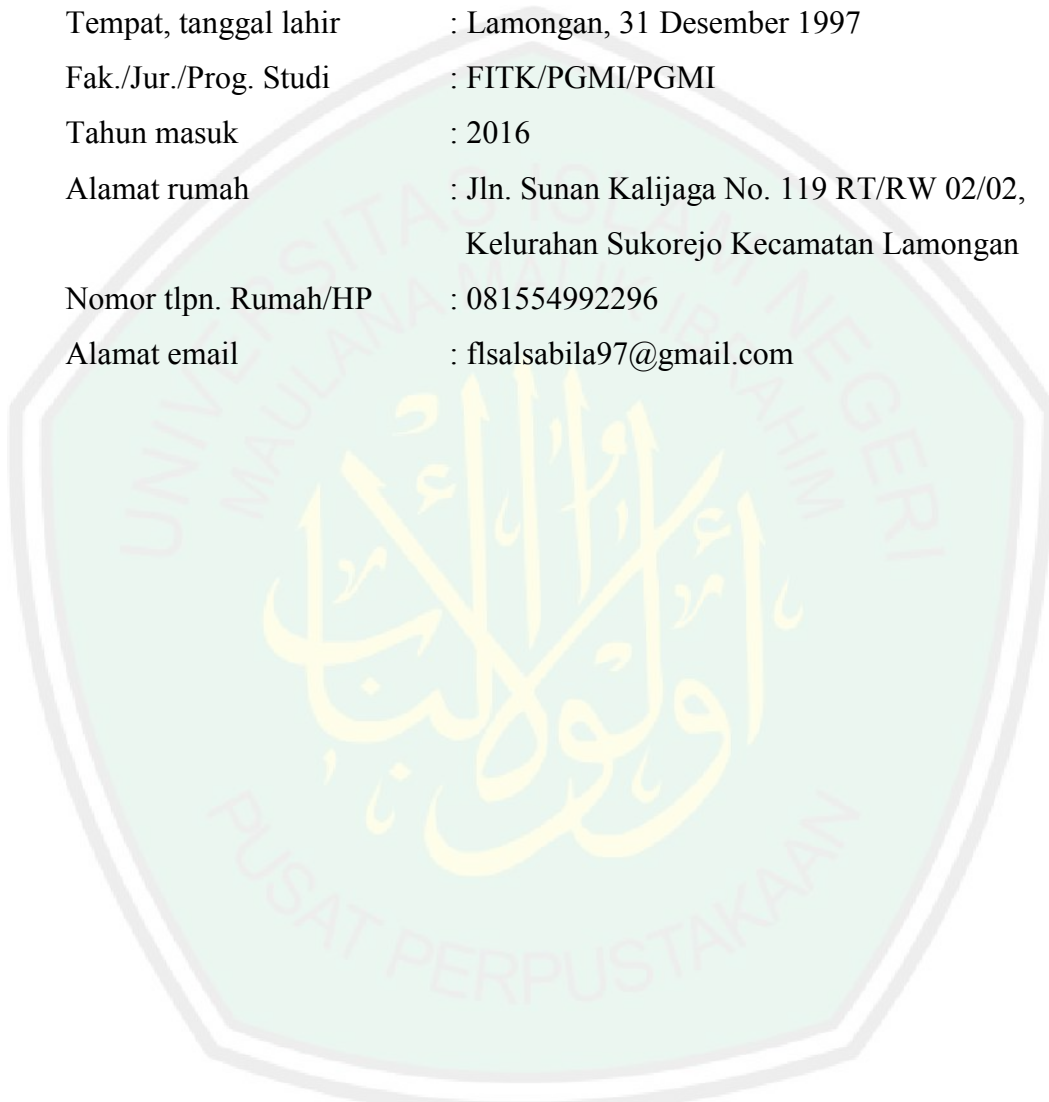 Tempat, tanggal lahir : Lamongan, 31 Desember 1997
Fak./Jur./Prog. Studi : FITK/PGMI/PGMI
Tahun masuk : 2016
Alamat rumah : Jln. Sunan Kalijaga No. 119 RT/RW 02/02,
Kelurahan Sukorejo Kecamatan Lamongan
Nomor tlpn. Rumah/HP : 081554992296
Alamat email : flsalsabila97@gmail.com
UNIVERSITAS ISLAM NEGERI
MAULANA MALIK IBRAHIM
أولوا الألباب
PUSAT PERPUSTAKAAN